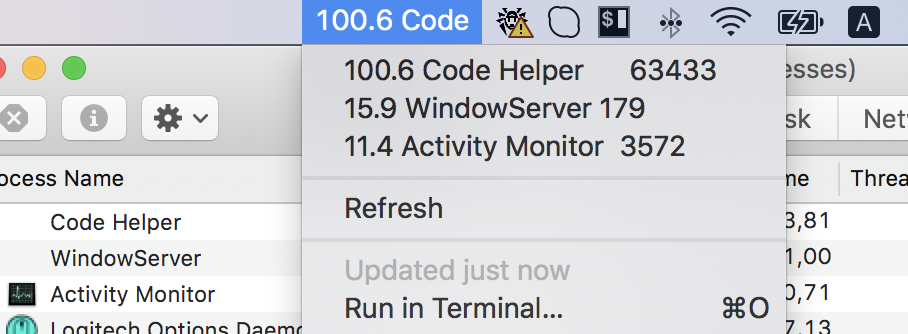 100.6 Code
$
A
100.6 Code Helper 63433
15.9 WindowServer 179
11.4 Activity Monitor 3572
Refresh
Updated just now
Run in Terminal... ⌘O
esses)
sk
Net
ocess Name
me
Threa
Code Helper
3,81
WindowServer
1,00
Activity Monitor
0,71
Logitech Options Daemo
7,13